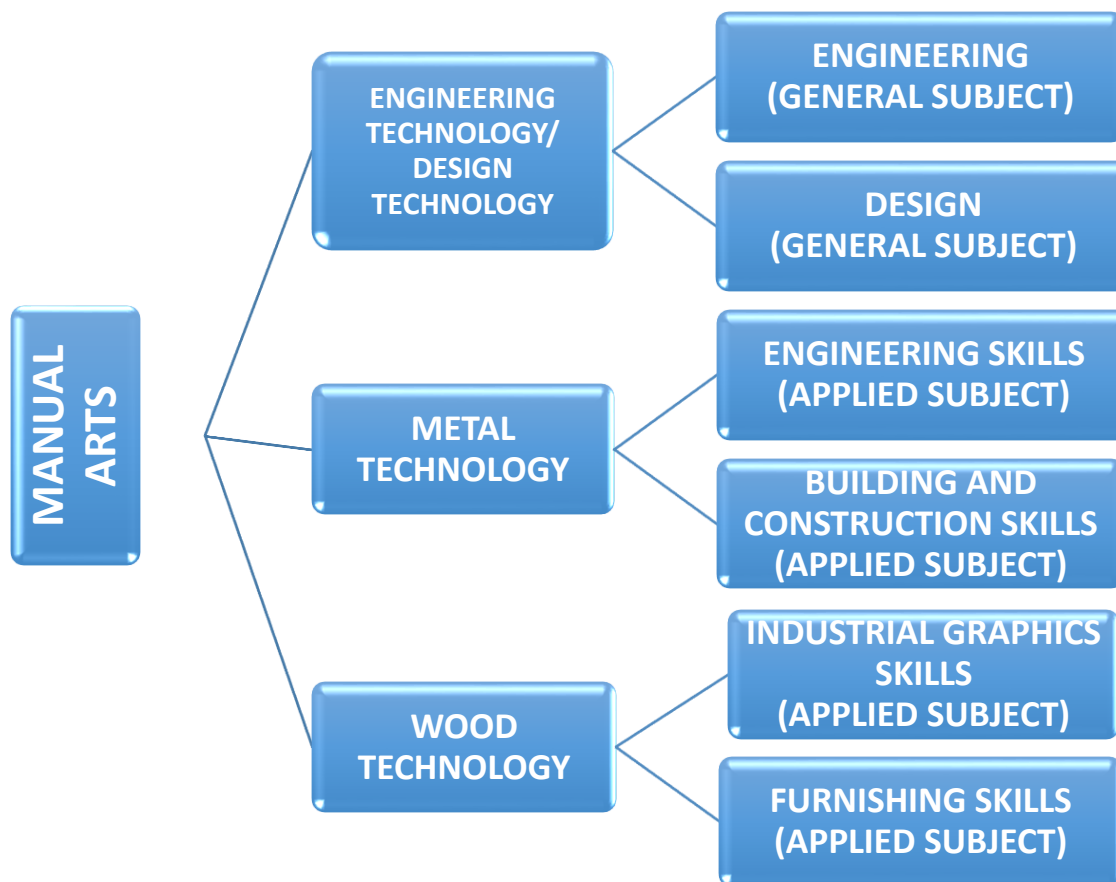 MANUAL
ARTS
ENGINEERING
TECHNOLOGY/
DESIGN
TECHNOLOGY
ENGINEERING
(GENERAL SUBJECT)
DESIGN
(GENERAL SUBJECT)
METAL
TECHNOLOGY
ENGINEERING SKILLS
(APPLIED SUBJECT)
BUILDING AND
CONSTRUCTION SKILLS
(APPLIED SUBJECT)
WOOD
TECHNOLOGY
INDUSTRIAL GRAPHICS
SKILLS
(APPLIED SUBJECT)
FURNISHING SKILLS
(APPLIED SUBJECT)